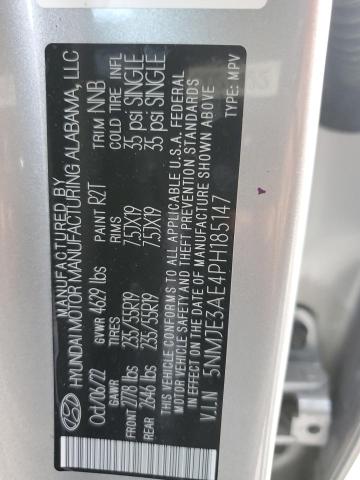 MANUFACTURED BY
HYUNDAI MOTOR MANUFACTURING ALABAMA, LLC
Oct/06/22 GVWR 4629 lbs PAINT R2T TRIM NNB
GAWR TIRES RIMS COLD TIRE INFL
FRONT 2778 lbs 235/55R19 7.5JX19 35 psi SINGLE
REAR 2646 lbs 235/55R19 7.5JX19 35 psi SINGLE
THIS VEHICLE CONFORMS TO ALL APPLICABLE U.S.A. FEDERAL
MOTOR VEHICLE SAFETY AND THEFT PREVENTION STANDARDS
IN EFFECT ON THE DATE OF MANUFACTURE SHOWN ABOVE
V.I.N 5NMJE3AE4PH185147 TYPE: MPV